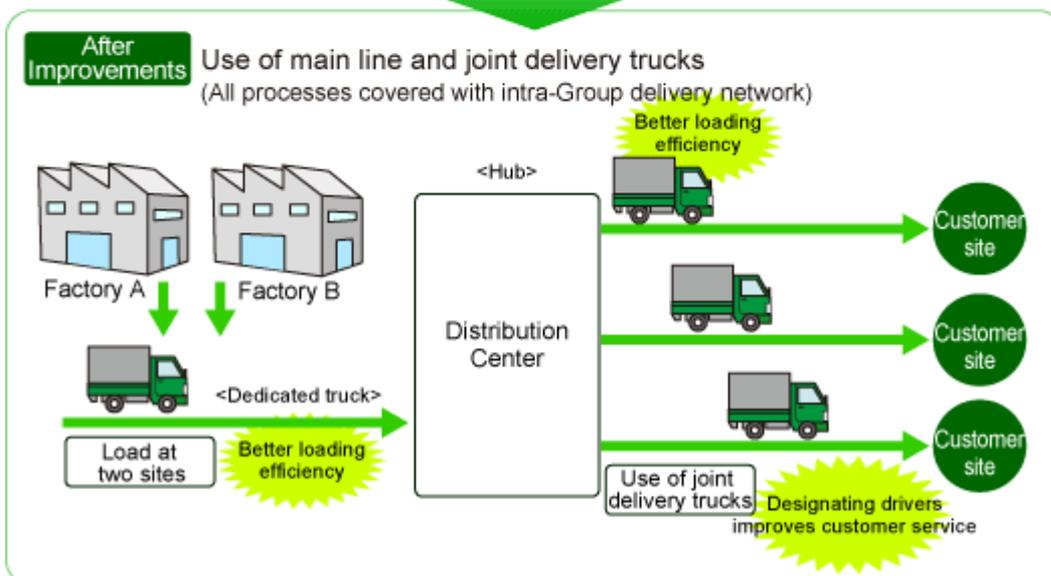 After
Improvements
Use of main line and joint delivery trucks
(All processes covered with intra-Group delivery network)
Better loading
efficiency
<Hub>
Customer
site
Factory A
Factory B
Distribution
Center
Customer
site
<Dedicated truck>
Load at
two sites
Better loading
efficiency
Customer
site
Use of joint
delivery trucks
Designating drivers
improves customer service